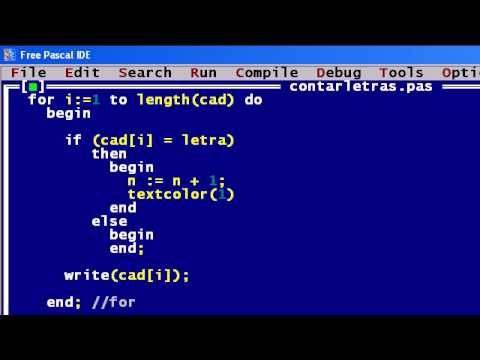 Free Pascal IDE
File Edit Search Run Compile Debug Tools Optio
contarletras.pas
for i:=1 to length(cad) do
begin
if (cad[i] = letra)
then
begin
n := n + 1;
textcolor(1)
end
else
begin
end;
write(cad[i]);
end; //for